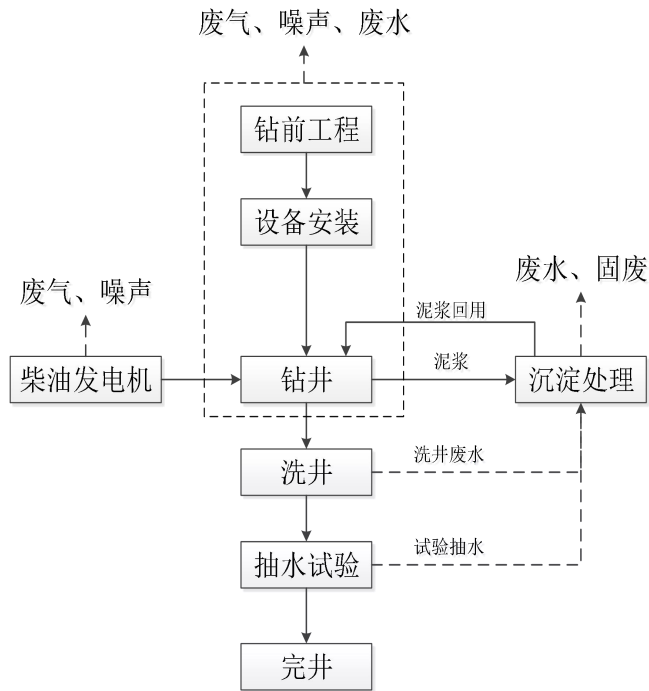 废气、噪声、废水
钻前工程
设备安装
废气、噪声
废水、固废
泥浆回用
柴油发电机
钻井
泥浆
沉淀处理
洗井
洗井废水
抽水试验
试验抽水
完井